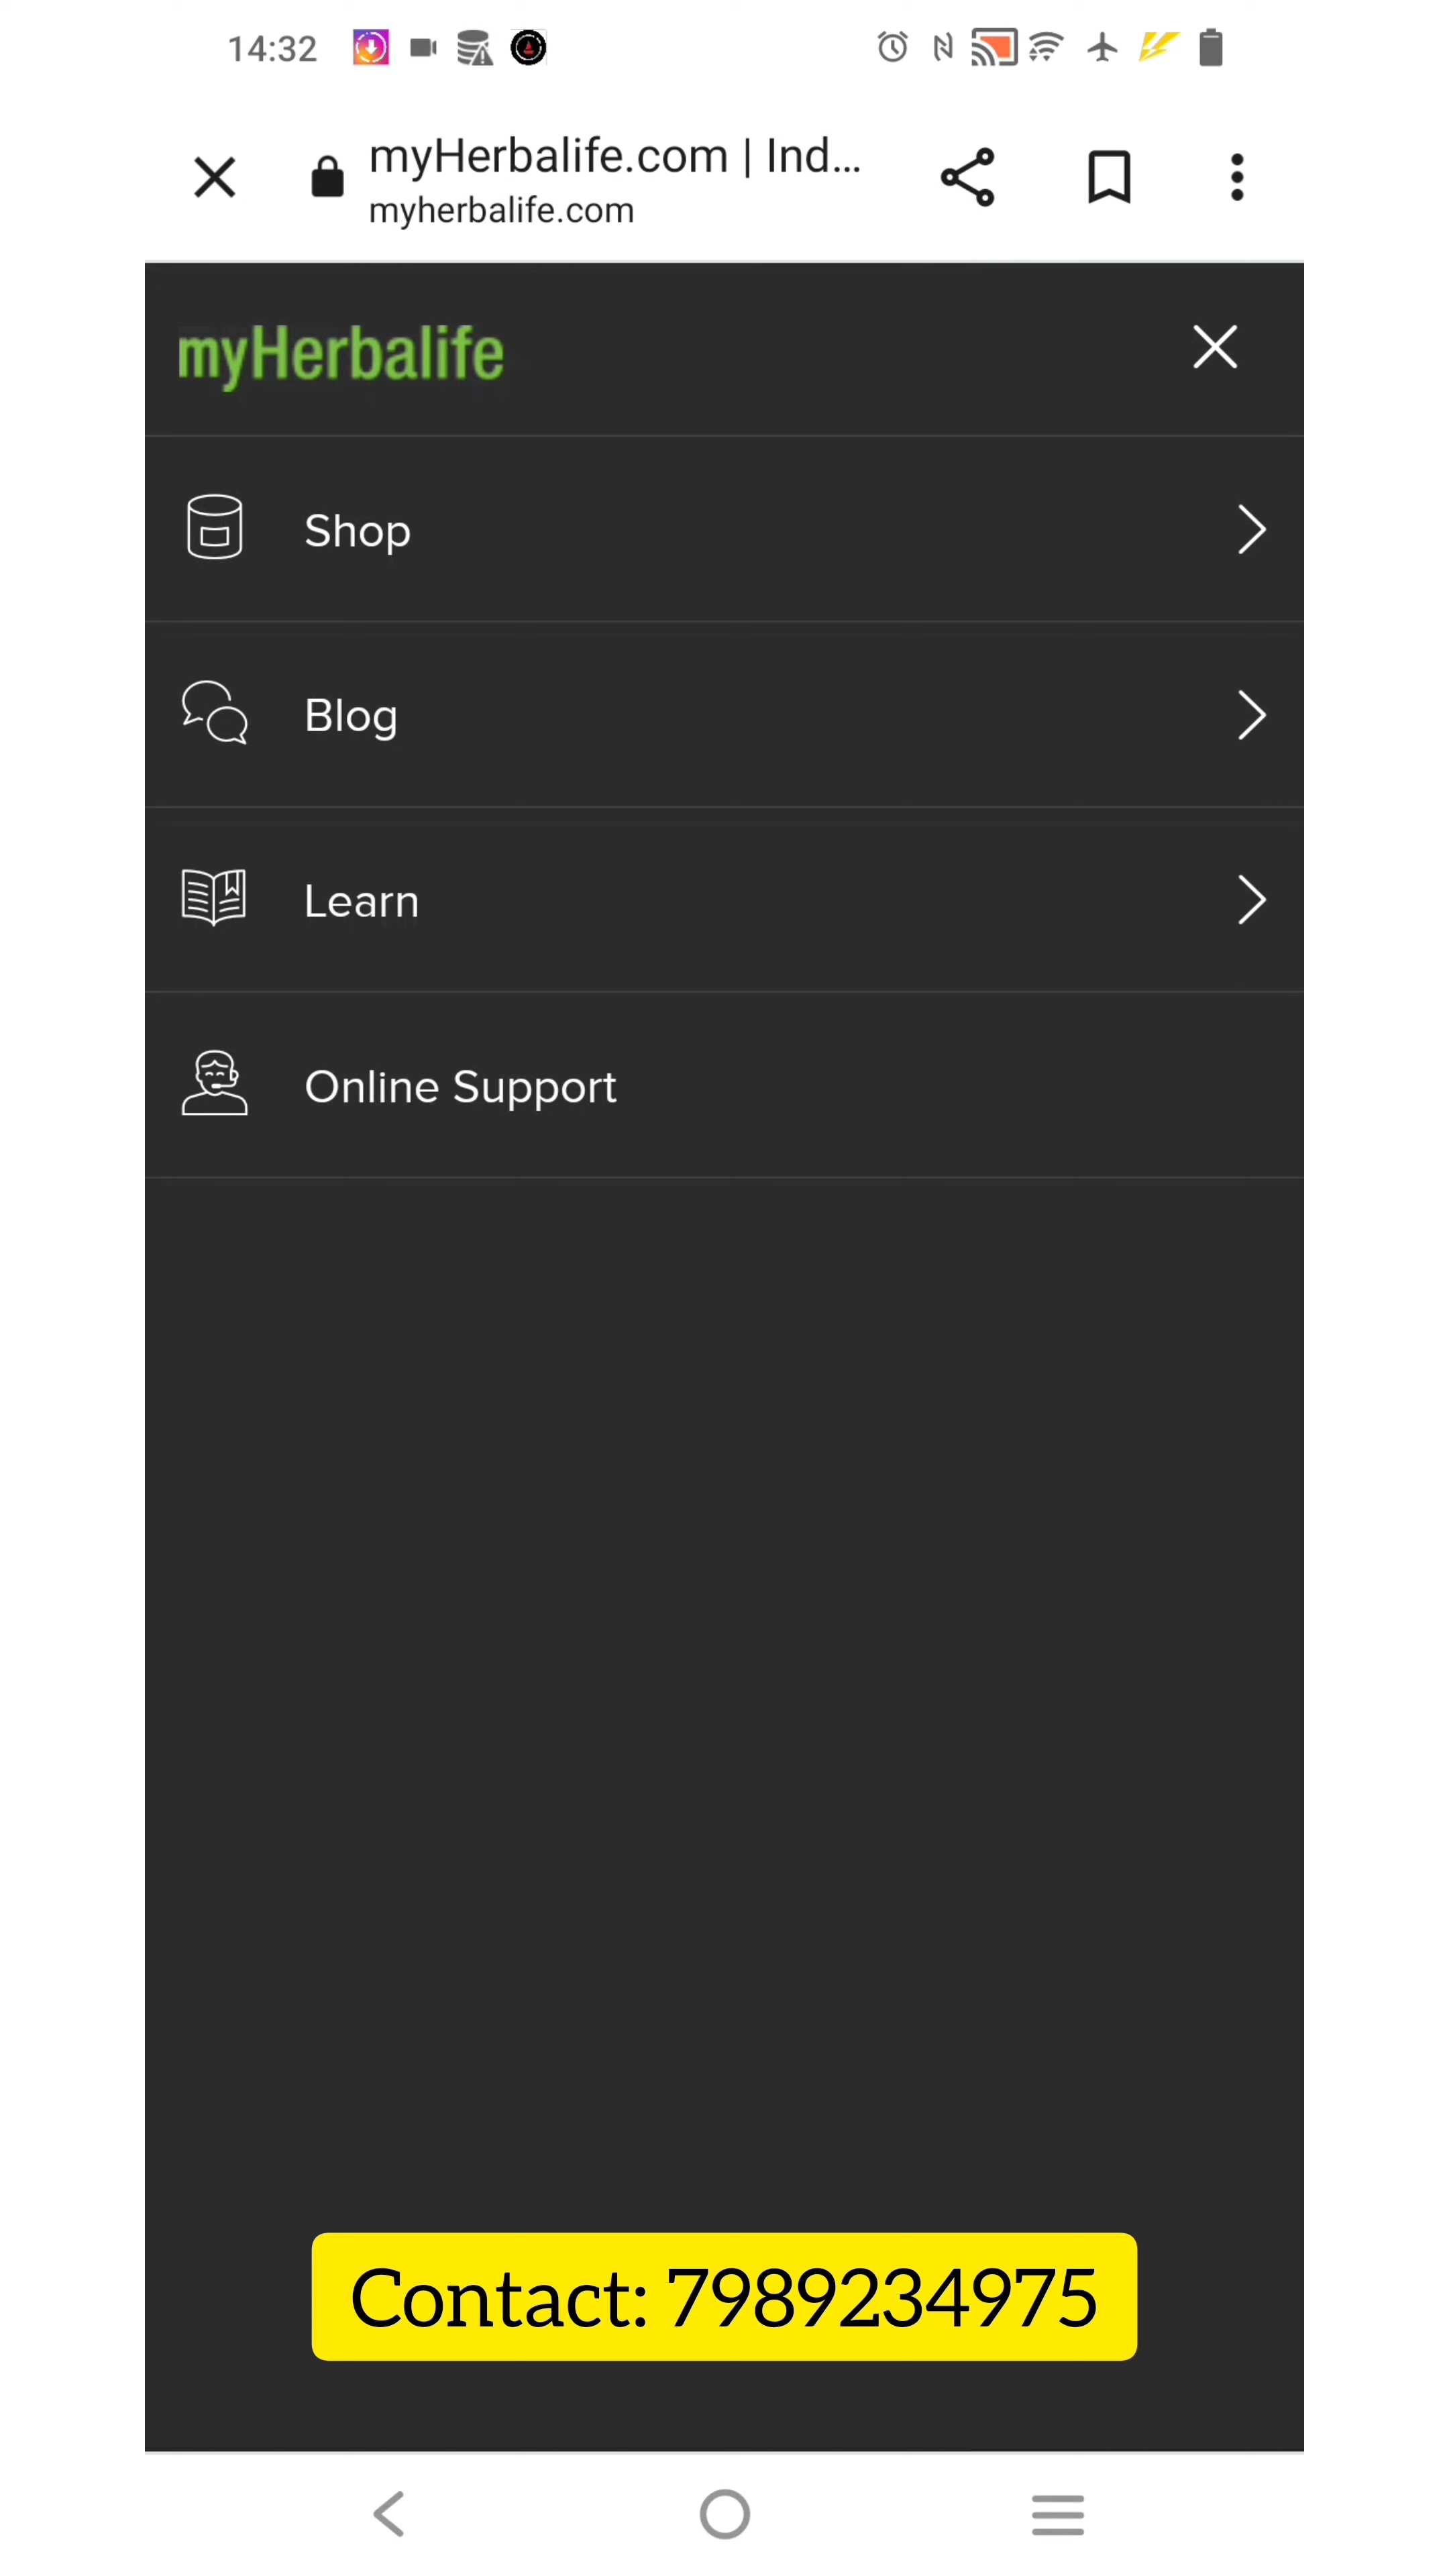 14:32
myHerbalife.com | Ind...
myherbalife.com
myHerbalife
Shop
Blog
Learn
Online Support
Contact: 7989234975